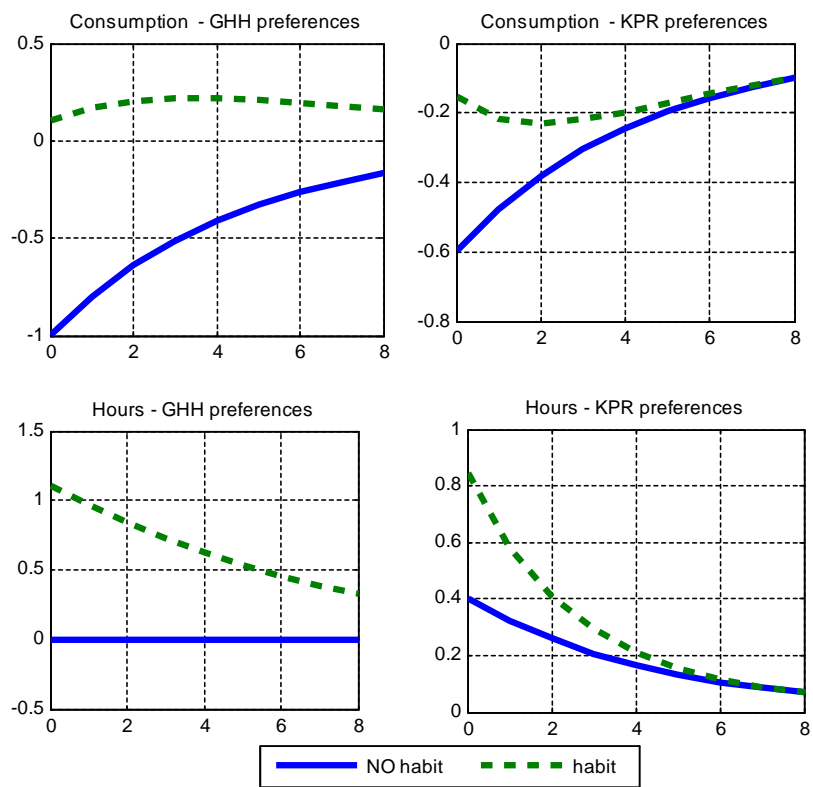 Consumption - GHH preferences
0.5
0
-0.5
-1
0 2 4 6 8
Consumption - KPR preferences
0
-0.2
-0.4
-0.6
-0.8
0 2 4 6 8
Hours - GHH preferences
1.5
1
0.5
0
-0.5
0 2 4 6 8
Hours - KPR preferences
1
0.8
0.6
0.4
0.2
0
0 2 4 6 8
NO habit habit